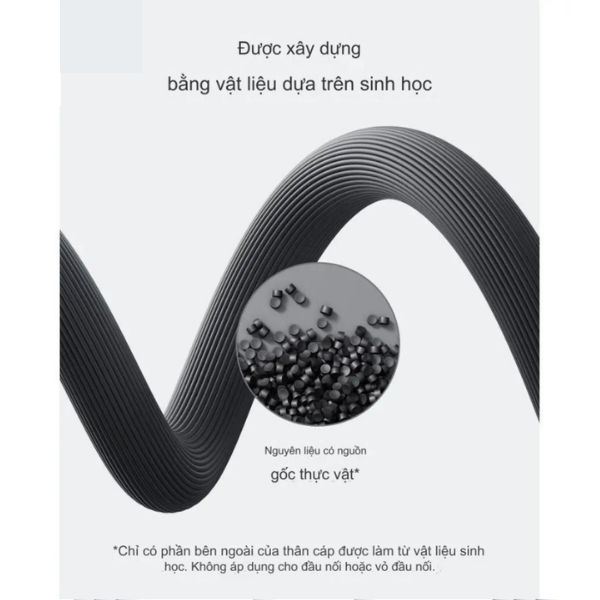 Được xây dựng
bằng vật liệu dựa trên sinh học
Nguyên liệu có nguồn
gốc thực vật*
*Chỉ có phần bên ngoài của thân cáp được làm từ vật liệu sinh
học. Không áp dụng cho đầu nối hoặc vỏ đầu nối.